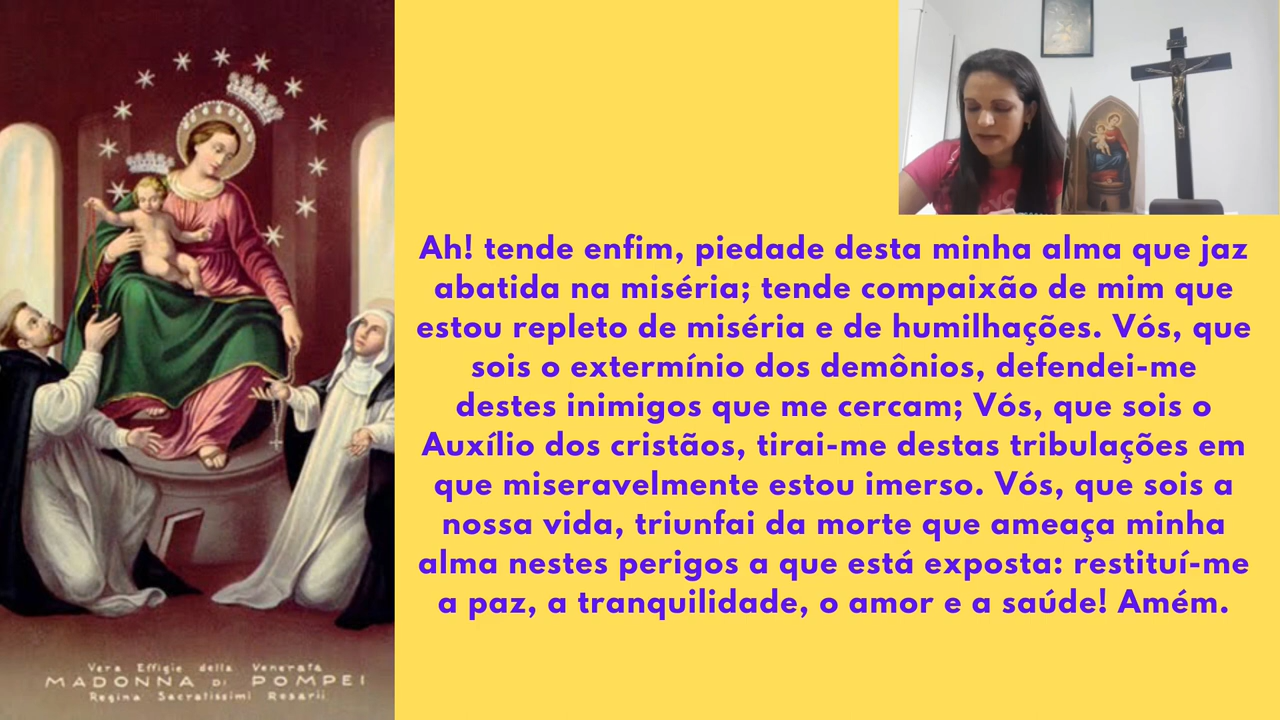 Ah! tende enfim, piedade desta minha alma que jaz
abatida na miséria; tende compaixão de mim que
estou repleto de miséria e de humilhações. Vós, que
sois o extermínio dos demônios, defendei-me
destes inimigos que me cercam; Vós, que sois o
Auxílio dos cristãos, tirai-me destas tribulações em
que miseravelmente estou imerso. Vós, que sois a
nossa vida, triunfai da morte que ameaça minha
alma nestes perigos a que está exposta: restituí-me
a paz, a tranquilidade, o amor e a saúde! Amém.
Vera Effigie della Venerata
MADONNA DI POMPEI
Regina Sacratissimi Rosarii